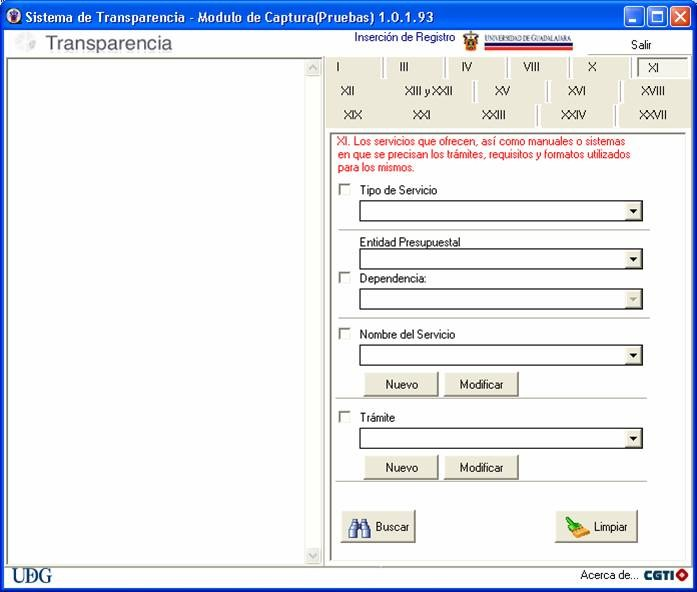 Sistema de Transparencia - Modulo de Captura(Pruebas) 1.0.1.93
Transparencia
Inserción de Registro
UNIVERSIDAD DE GUADALAJARA
Salir
I III IV VIII X XI
XII XIII y XXII XV XVI XVIII
XIX XXI XXIII XXIV XXVII
XI. Los servicios que ofrecen, así como manuales o sistemas
en que se precisan los trámites, requisitos y formatos utilizados
para los mismos.
Tipo de Servicio
Entidad Presupuestal
Dependencia:
Nombre del Servicio
Nuevo Modificar
Trámite
Nuevo Modificar
Buscar Limpiar
UDG
Acerca de... CGTI